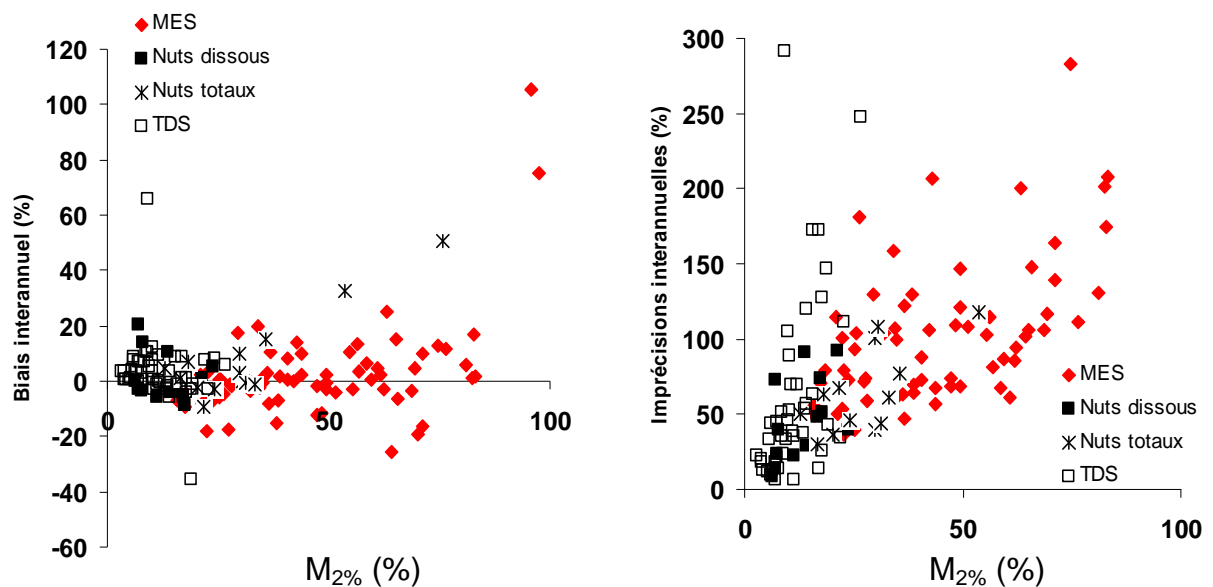 MES
Nuts dissous
Nuts totaux
TDS
120
100
80
60
40
20
0
-20
-40
-60
0
50
100
Biais interannuel (%)
M2% (%)
300
250
200
150
100
50
0
0
50
100
Imprécisions interannuelles (%)
M2% (%)
MES
Nuts dissous
Nuts totaux
TDS